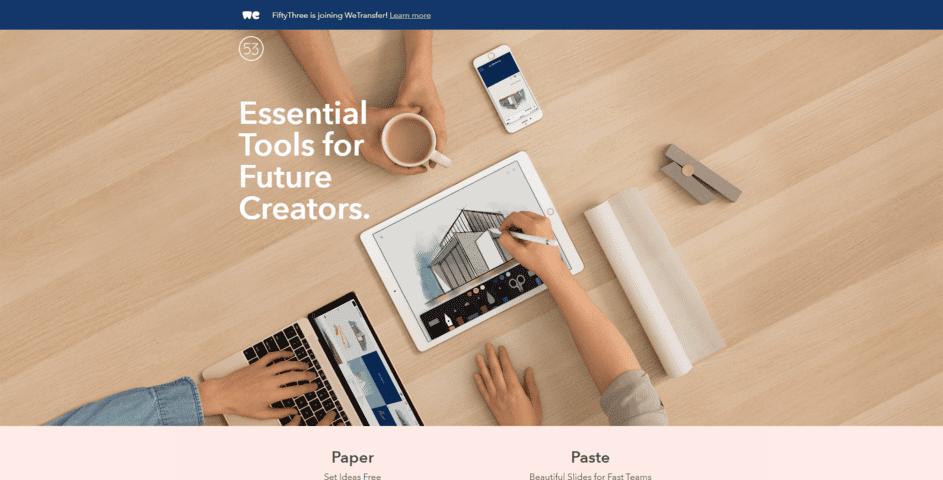 we FiftyThree is joining WeTransfer! Learn more
53
Essential
Tools for
Future
Creators.
Paper
Set Ideas Free
Paste
Beautiful Slides for Fast Teams